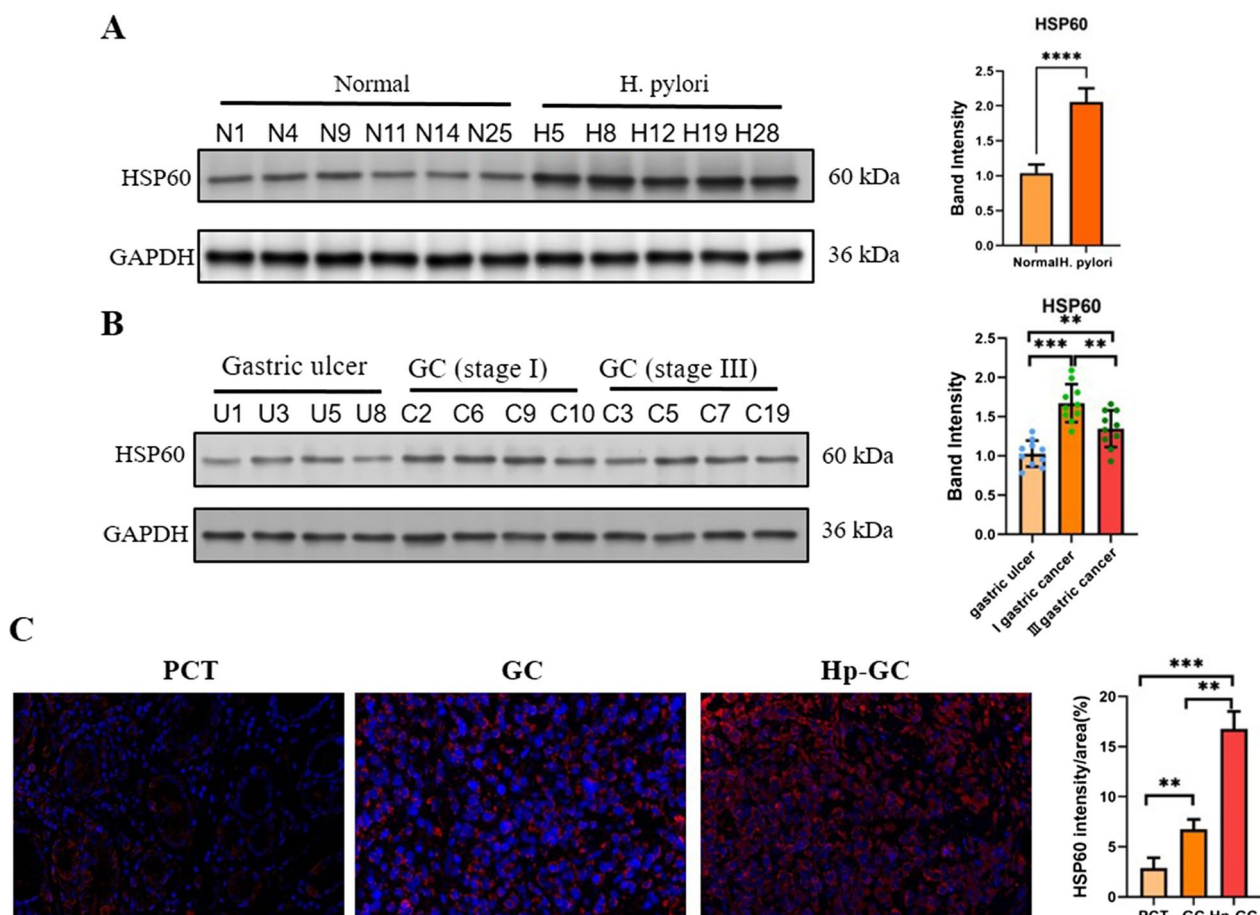 A
Normal
H. pylori
N1 N4 N9 N11 N14 N25 H5 H8 H12 H19 H28
HSP60
60 kDa
GAPDH
36 kDa
HSP60
****
Band Intensity
2.5
2.0
1.5
1.0
0.5
0.0
Normal H. pylori
B
Gastric ulcer
GC (stage I)
GC (stage III)
U1 U3 U5 U8 C2 C6 C9 C10 C3 C5 C7 C19
HSP60
60 kDa
GAPDH
36 kDa
HSP60
**
*** **
Band Intensity
2.5
2.0
1.5
1.0
0.5
0.0
gastric ulcer
I gastric cancer
III gastric cancer
C
PCT
GC
Hp-GC
***
**
**
HSP60 intensity/area(%)
20
15
10
5
0
PCT GC Hp-GC